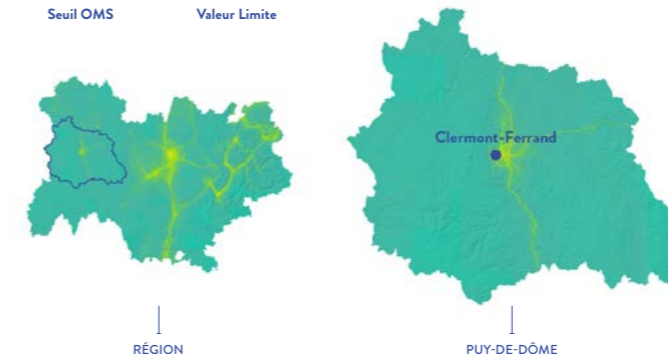 Seuil OMS Valeur Limite
Clermont-Ferrand
RÉGION PUY-DE-DÔME